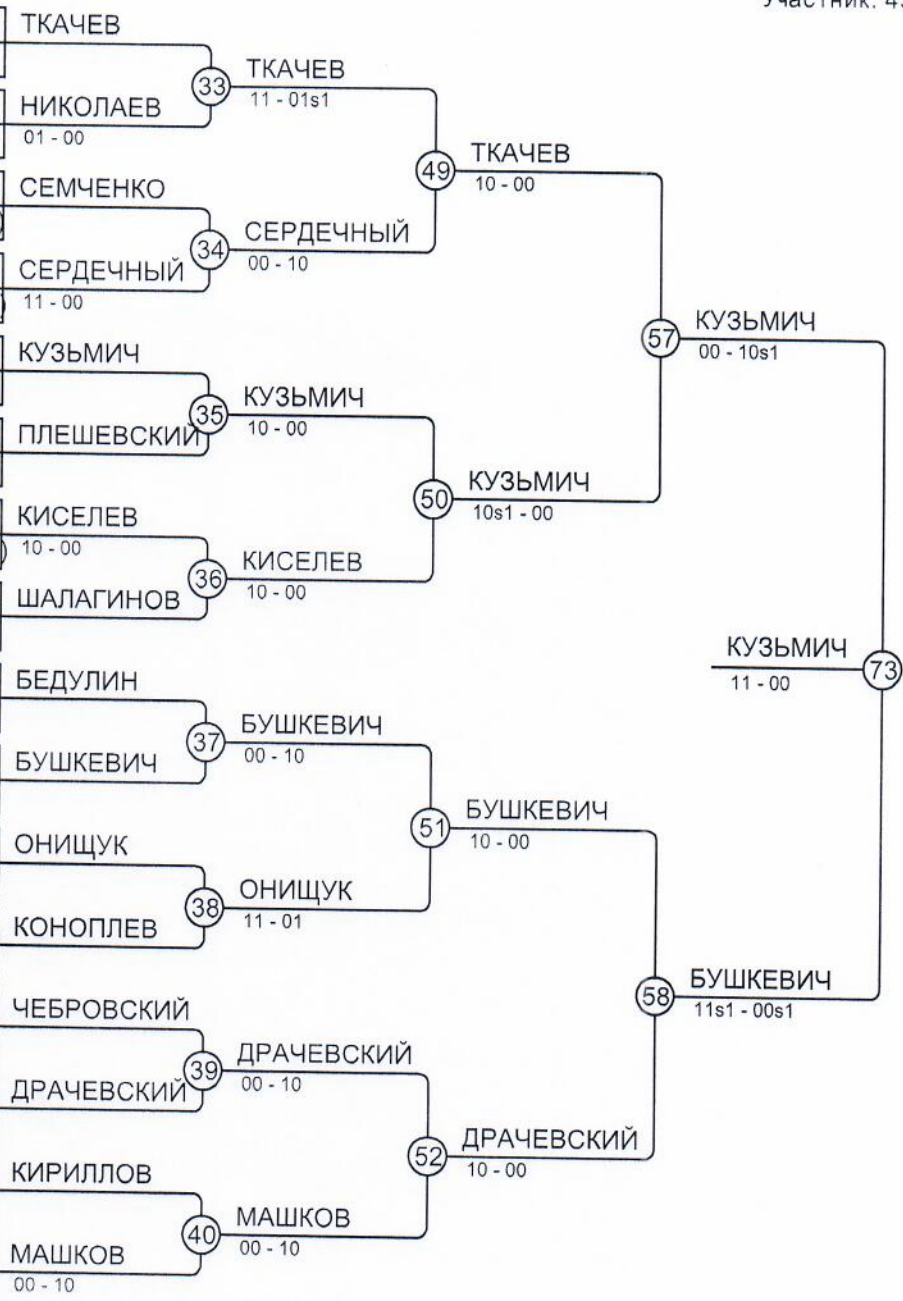 ТКАЧЕВ
33
ТКАЧЕВ
11 - 01s1
НИКОЛАЕВ
01 - 00
49
ТКАЧЕВ
10 - 00
СЕМЧЕНКО
34
СЕРДЕЧНЫЙ
00 - 10
СЕРДЕЧНЫЙ
11 - 00
57
КУЗЬМИЧ
00 - 10s1
КУЗЬМИЧ
35
КУЗЬМИЧ
10 - 00
ПЛЕШЕВСКИЙ
50
КУЗЬМИЧ
10s1 - 00
КИСЕЛЕВ
10 - 00
36
КИСЕЛЕВ
10 - 00
ШАЛАГИНОВ
КУЗЬМИЧ
11 - 00
73
БЕДУЛИН
37
БУШКЕВИЧ
00 - 10
БУШКЕВИЧ
51
БУШКЕВИЧ
10 - 00
ОНИЩУК
38
ОНИЩУК
11 - 01
КОНОПЛЕВ
58
БУШКЕВИЧ
11s1 - 00s1
ЧЕБРОВСКИЙ
39
ДРАЧЕВСКИЙ
00 - 10
ДРАЧЕВСКИЙ
52
ДРАЧЕВСКИЙ
10 - 00
КИРИЛЛОВ
40
МАШКОВ
00 - 10
МАШКОВ
00 - 10